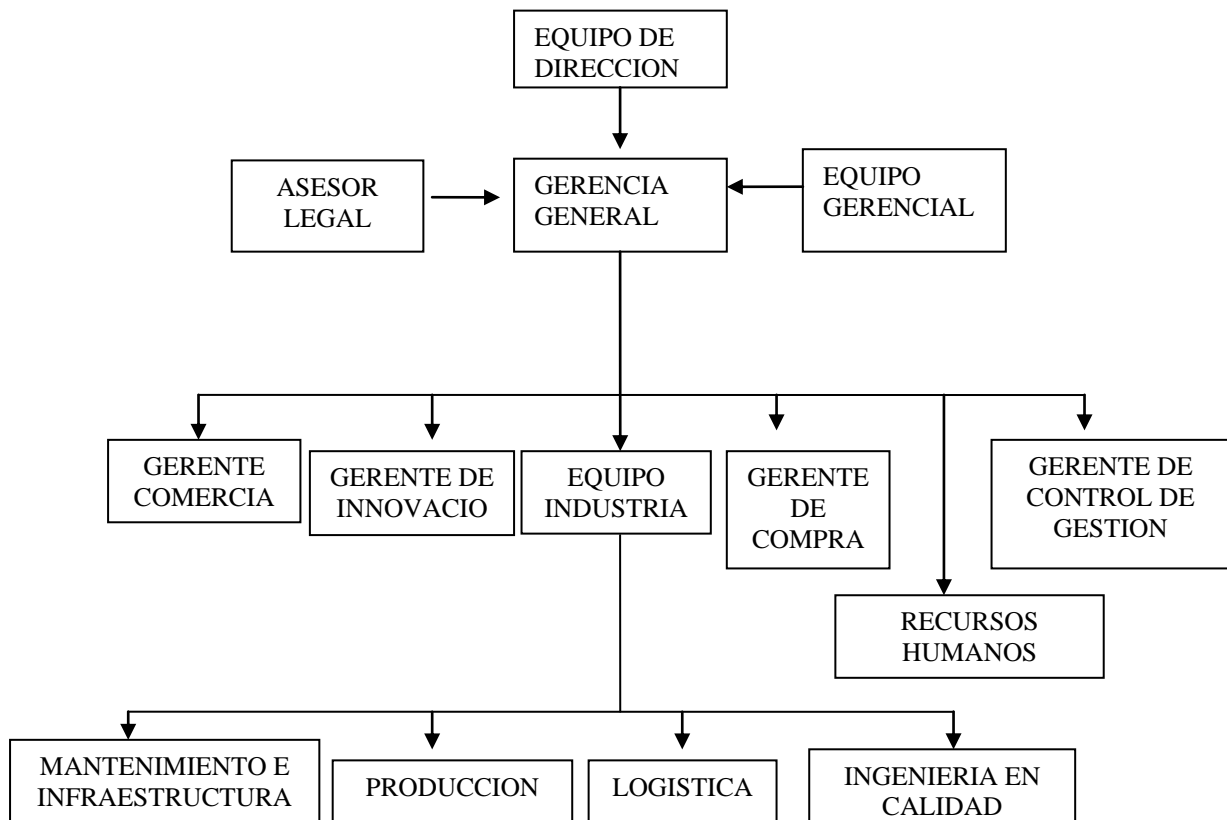 EQUIPO DE
DIRECCION
ASESOR
LEGAL
GERENCIA
GENERAL
EQUIPO
GERENCIAL
GERENTE
COMERCIA
GERENTE DE
INNOVACIO
EQUIPO
INDUSTRIA
GERENTE
DE
COMPRA
GERENTE DE
CONTROL DE
GESTION
RECURSOS
HUMANOS
MANTENIMIENTO E
INFRAESTRUCTURA
PRODUCCION
LOGISTICA
INGENIERIA EN
CALIDAD